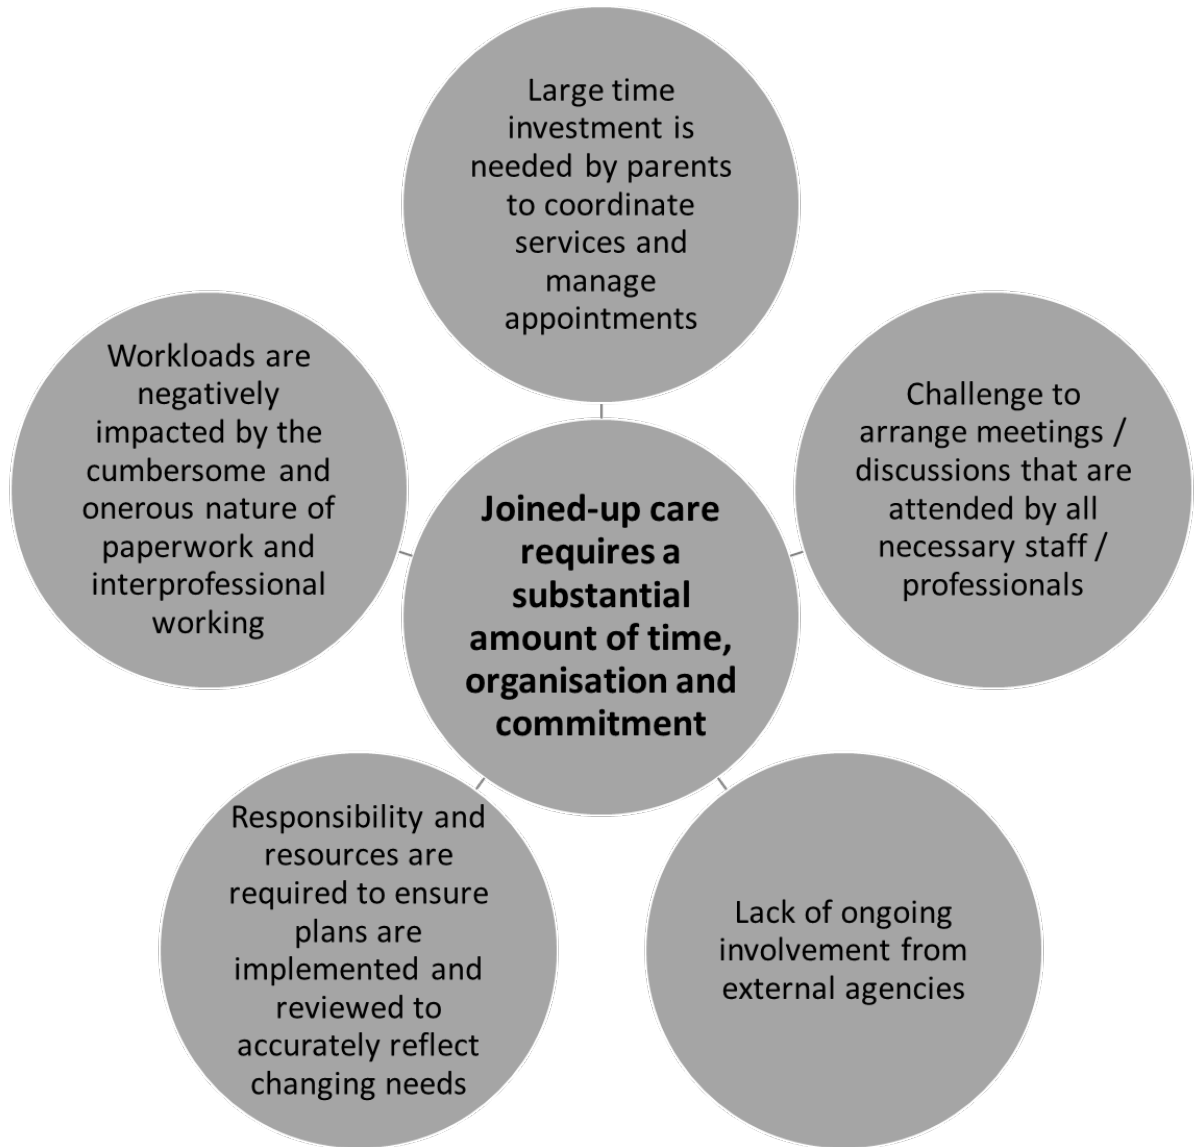 Large time
investment is
needed by parents
to coordinate
services and
manage
appointments
Workloads are
negatively
impacted by the
cumbersome and
onerous nature of
paperwork and
interprofessional
working
Challenge to
arrange meetings /
discussions that are
attended by all
necessary staff /
professionals
Joined-up care
requires a
substantial
amount of time,
organisation and
commitment
Responsibility and
resources are
required to ensure
plans are
implemented and
reviewed to
accurately reflect
changing needs
Lack of ongoing
involvement from
external agencies